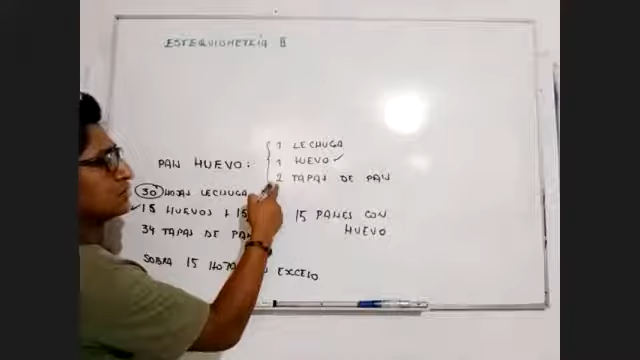 ESTEQUIOMETRÍA II
1 LECHUGA
PAN HUEVO: 1 HUEVO ✓
2 TAPAS DE PAN
30 HOJAS LECHUGA
✓ 15 HUEVOS 15 PANES CON
HUEVO
34 TAPAS DE PAN
SOBRA 15 EXCESO